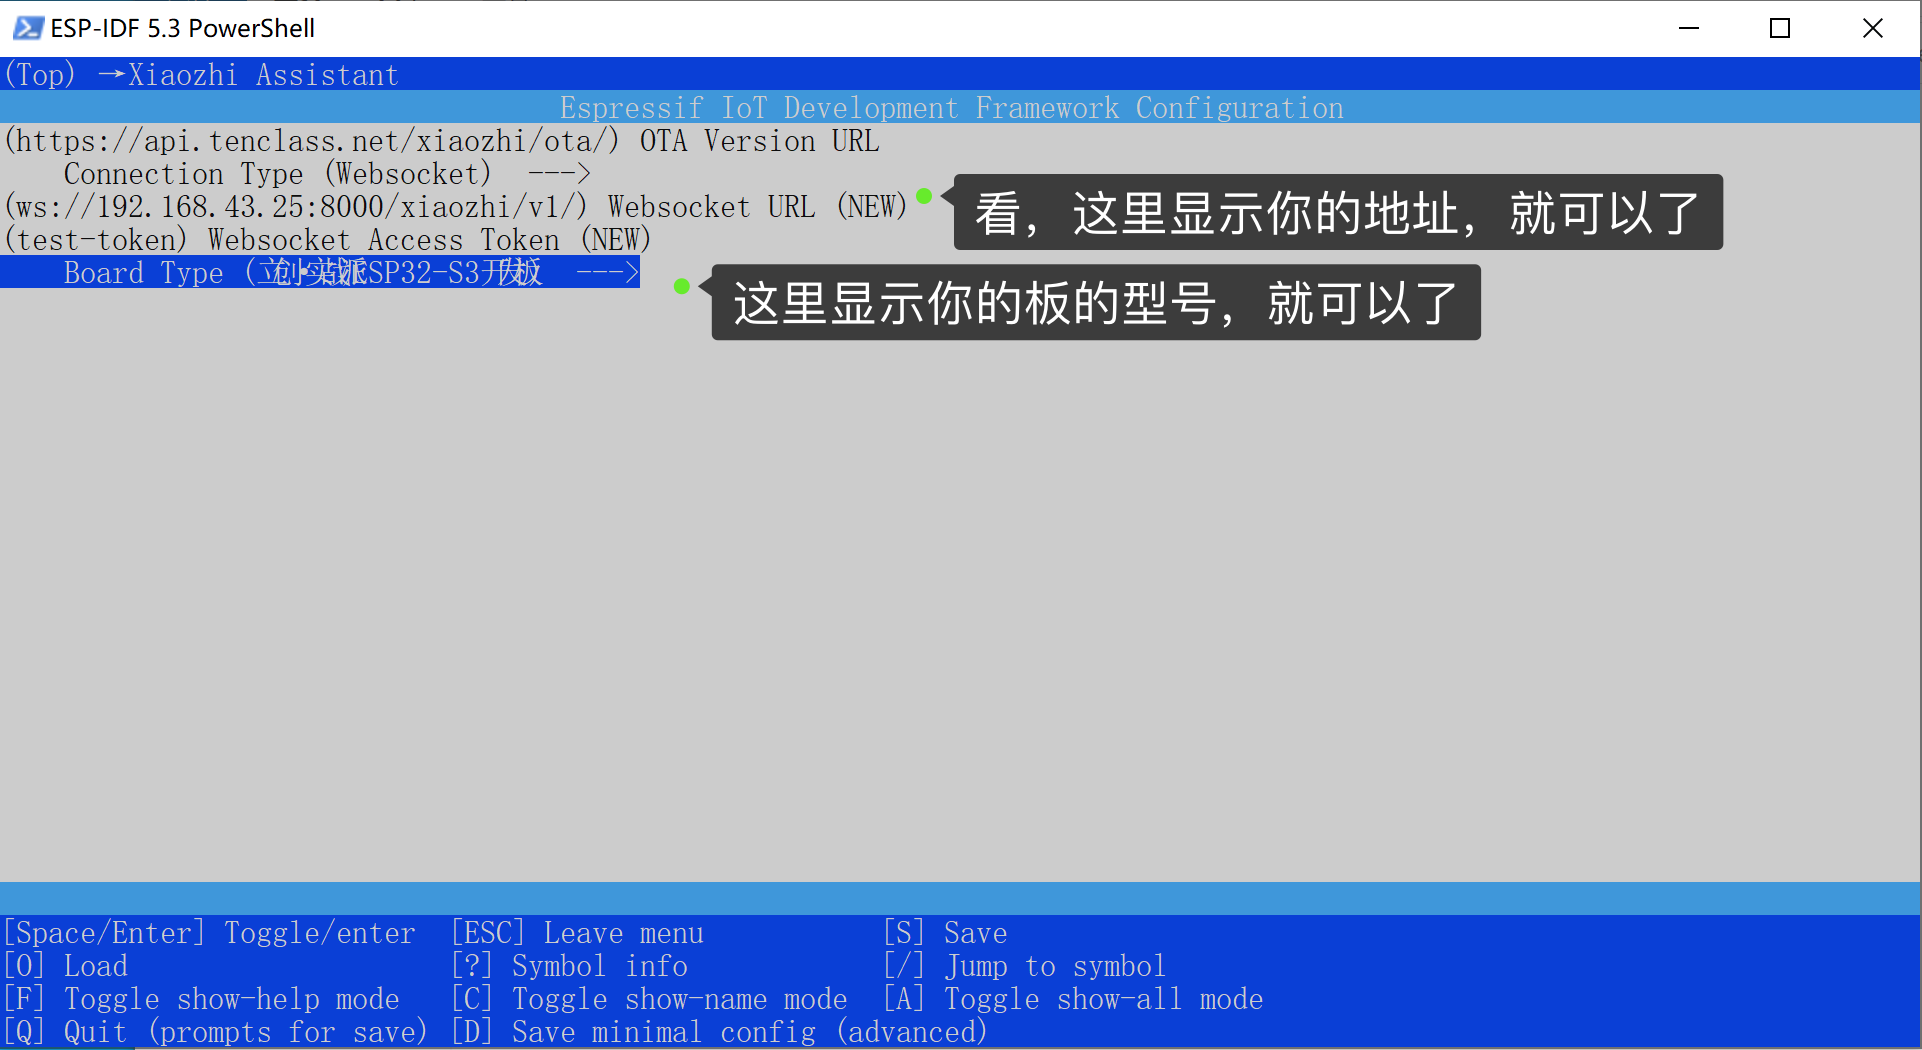 ESP-IDF 5.3 PowerShell
(Top) →Xiaozhi Assistant
Espressif IoT Development Framework Configuration
(https://api.tenclass.net/xiaozhi/ota/) OTA Version URL
Connection Type (Websocket) --->
(ws://192.168.43.25:8000/xiaozhi/v1/) Websocket URL (NEW)
看，这里显示你的地址，就可以了
(test-token) Websocket Access Token (NEW)
Board Type (立创•实战派ESP32-S3开发板) --->
这里显示你的板的型号，就可以了
[Space/Enter] Toggle/enter [ESC] Leave menu [S] Save
[O] Load [?] Symbol info [/] Jump to symbol
[F] Toggle show-help mode [C] Toggle show-name mode [A] Toggle show-all mode
[Q] Quit (prompts for save) [D] Save minimal config (advanced)